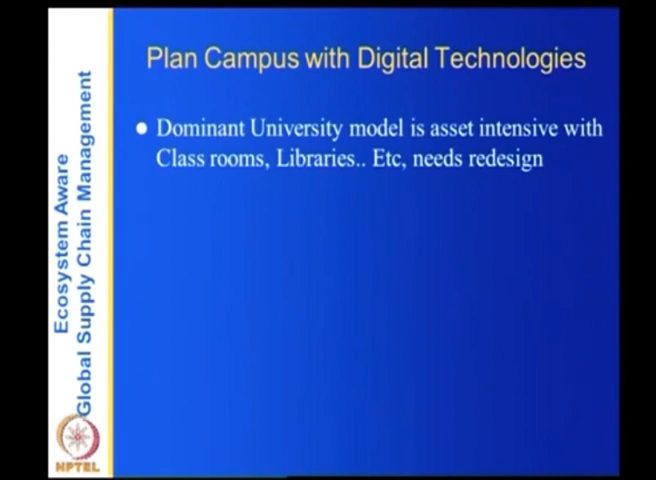 Plan Campus with Digital Technologies
Dominant University model is asset intensive with
Class rooms, Libraries.. Etc, needs redesign
Ecosystem Aware
Global Supply Chain Management
NPTEL